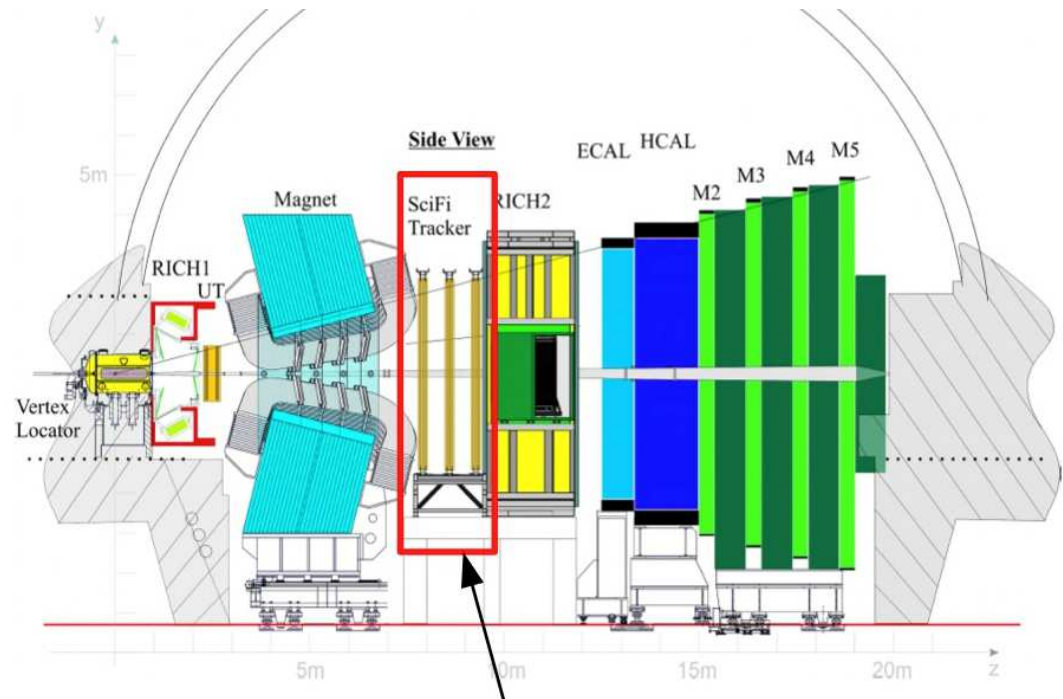 y
Side View
ECAL
HCAL
5m
Magnet
SciFi
Tracker
RICH2
M2
M3
M4
M5
RICH1
UT
Vertex
Locator
5m
10m
15m
20m
z